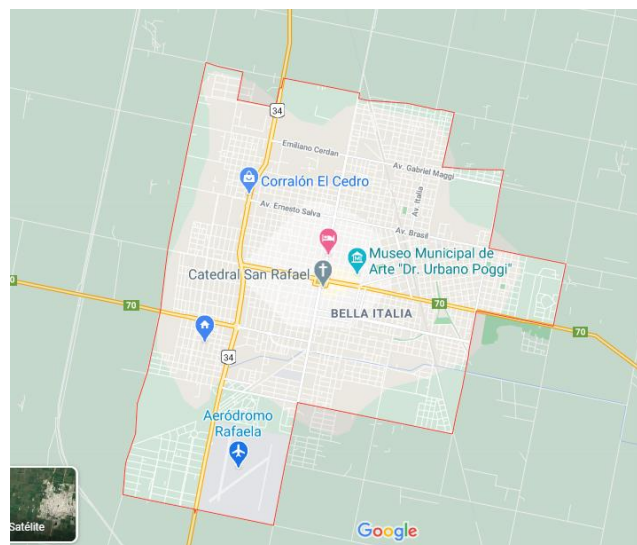 34
Emiliano Cerdan
Av. Gabriel Maggi
Corralón El Cedro
Av. Italia
Av. Ernesto Salva
Av. Brasil
Museo Municipal de
Arte "Dr. Urbano Poggi"
Catedral San Rafael
70
70
70
BELLA ITALIA
34
Aeródromo
Rafaela
Satélite
Google